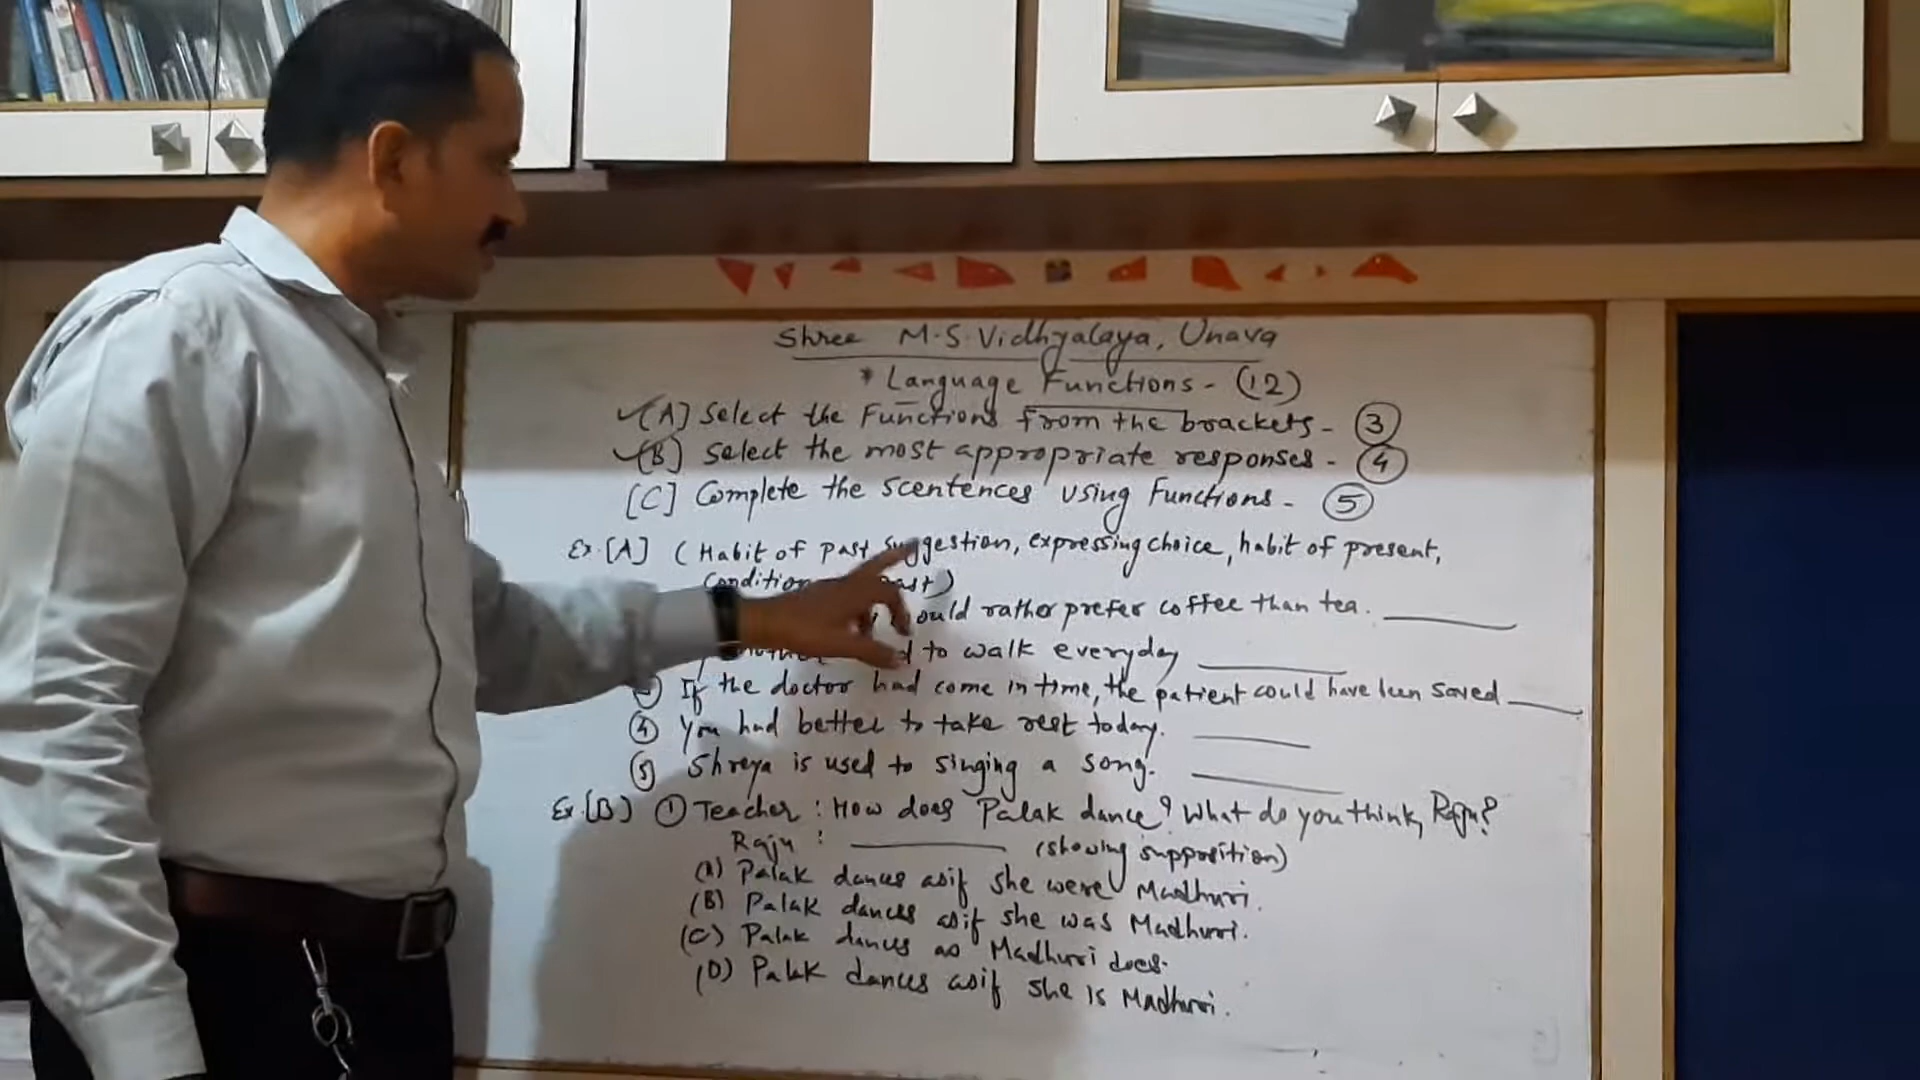 Shree M.S. Vidhyalaya, Unava
* Language Functions - (12)
[A] Select the Functions from the brackets - (3)
[B] Select the most appropriate responses - (4)
[C] Complete the scentences using Functions - (5)
Ex.[A] (Habit of past, suggestion, expressing choice, habit of present,
Condition past)
ould rather prefer coffee than tea.
to walk everyday
If the doctor had come in time, the patient could have been saved
(4) You had better to take rest today.
(5) Shreya is used to singing a song.
Ex.[B] (1) Teacher : How does Palak dance? What do you think, Raju?
Raju : (showing supposition)
(A) Palak dances asif she were Madhuri.
(B) Palak dances asif she was Madhuri.
(C) Palak dances as Madhuri does.
(D) Palak dances asif she is Madhuri.